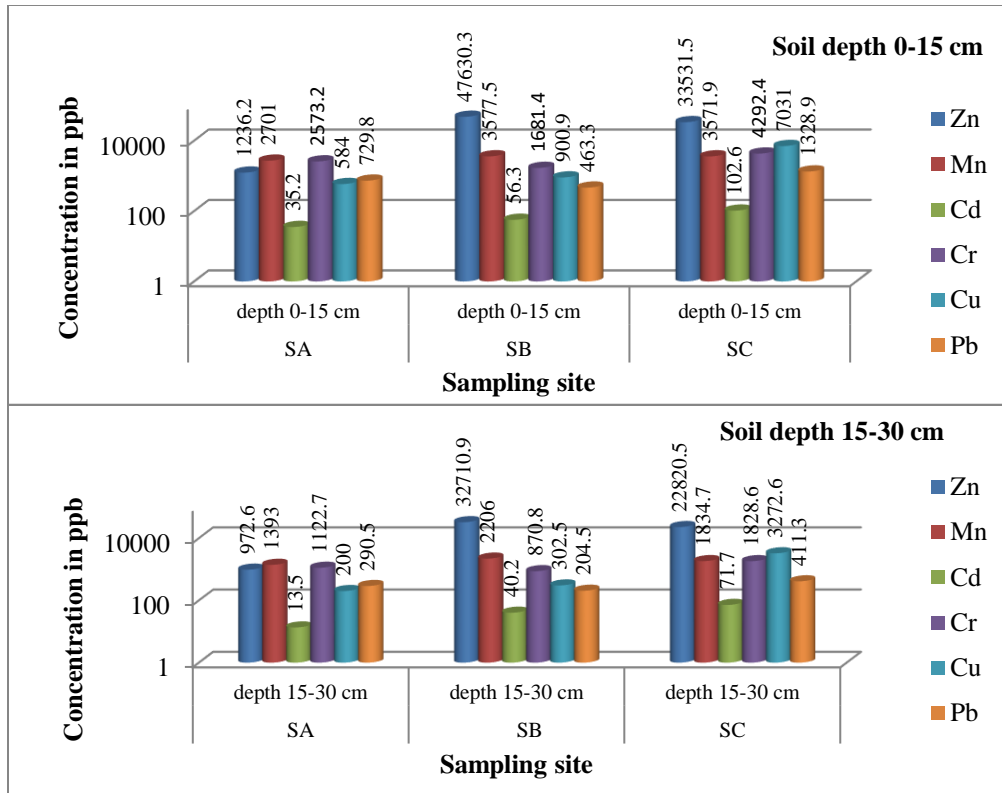 Soil depth 0-15 cm
Concentration in ppb
10000
100
1
1236.2
2701
35.2
2573.2
584
729.8
47630.3
3577.5
56.3
1681.4
900.9
463.3
33531.5
3571.9
102.6
4292.4
7031
1328.9
Zn
Mn
Cd
Cr
Cu
Pb
depth 0-15 cm depth 0-15 cm depth 0-15 cm
SA SB SC
Sampling site
Soil depth 15-30 cm
Concentration in ppb
10000
100
1
972.6
1393
13.5
1122.7
200
290.5
32710.9
2206
40.2
870.8
302.5
204.5
22820.5
1834.7
71.7
1828.6
3272.6
411.3
Zn
Mn
Cd
Cr
Cu
Pb
depth 15-30 cm depth 15-30 cm depth 15-30 cm
SA SB SC
Sampling site